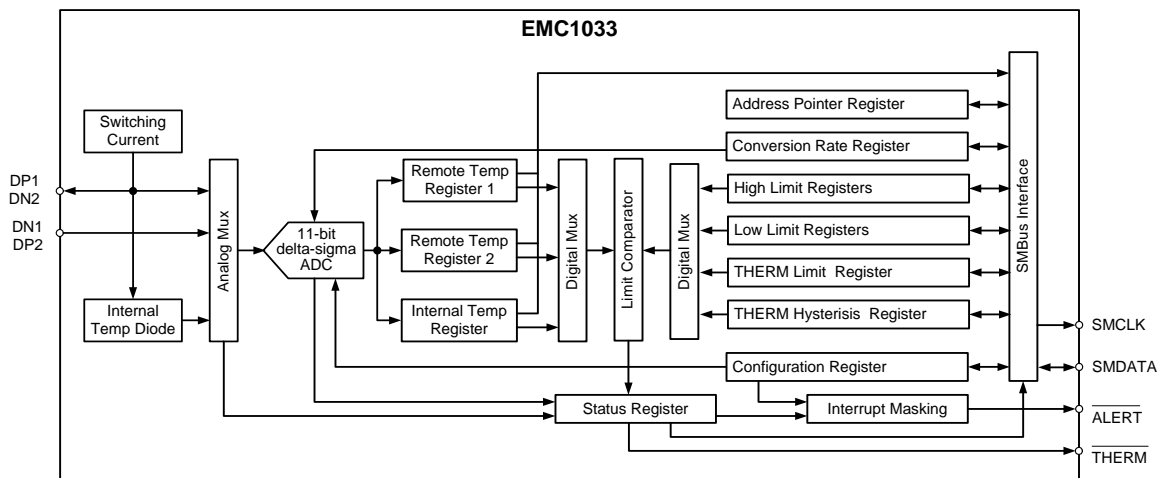 EMC1033
Switching
Current
DP1
DN2
DN1
DP2
Internal
Temp Diode
Analog Mux
11-bit
delta-sigma
ADC
Remote Temp
Register 1
Remote Temp
Register 2
Internal Temp
Register
Digital Mux
Limit Comparator
Digital Mux
Address Pointer Register
Conversion Rate Register
High Limit Registers
Low Limit Registers
THERM Limit Register
THERM Hysterisis Register
Configuration Register
Status Register
Interrupt Masking
SMBus Interface
SMCLK
SMDATA
ALERT
THERM